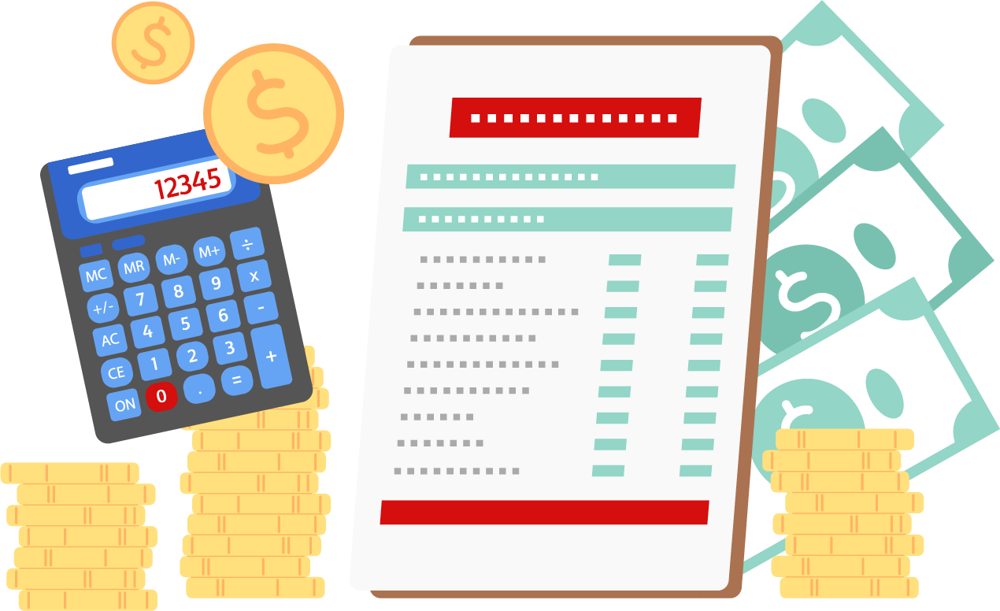 $
$
12345
MC MR M- M+ ÷
+/- 7 8 9 x
AC 4 5 6 -
CE 1 2 3 +
ON 0 . =
$